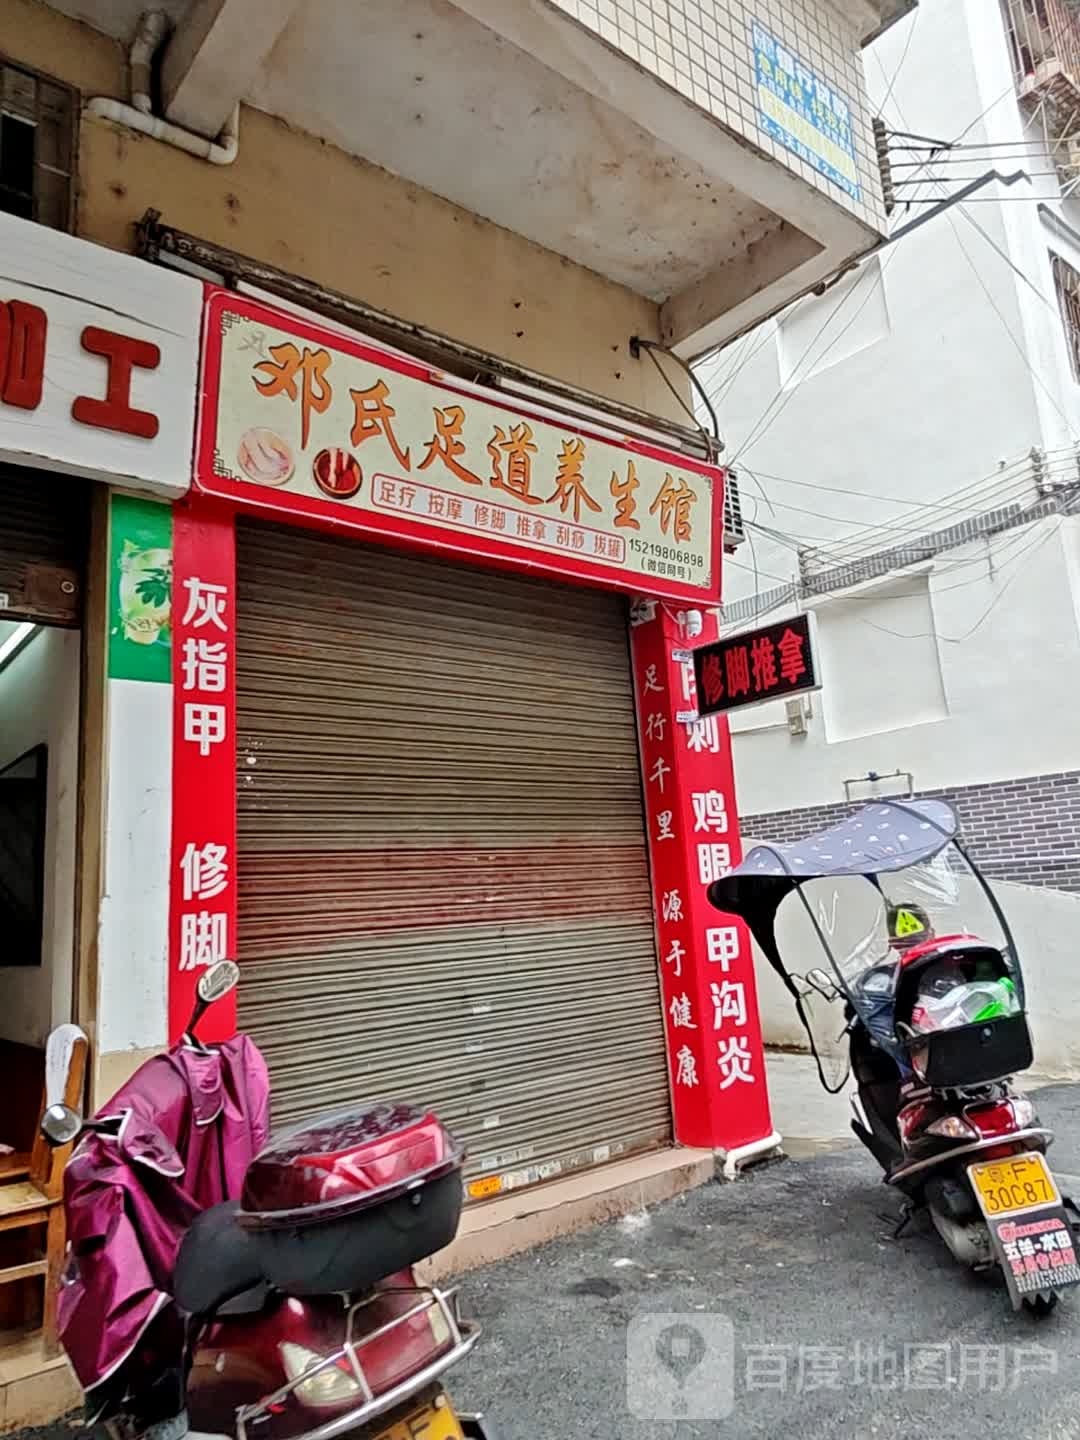 加工
邓氏足道养生馆
足疗 按摩 修脚 推拿 刮痧 拔罐
15219806898
(微信同号)
灰指甲 修脚
足行千里 源于健康
肉刺 鸡眼 甲沟炎
修脚推拿
粤·F
30C87
五羊-本田
百度地图用户